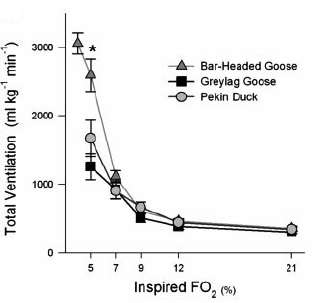 Total Ventilation (ml kg⁻¹ min⁻¹)
3000
2000
1000
0
*
Bar-Headed Goose
Greylag Goose
Pekin Duck
5 7 9 12 21
Inspired FO₂ (%)